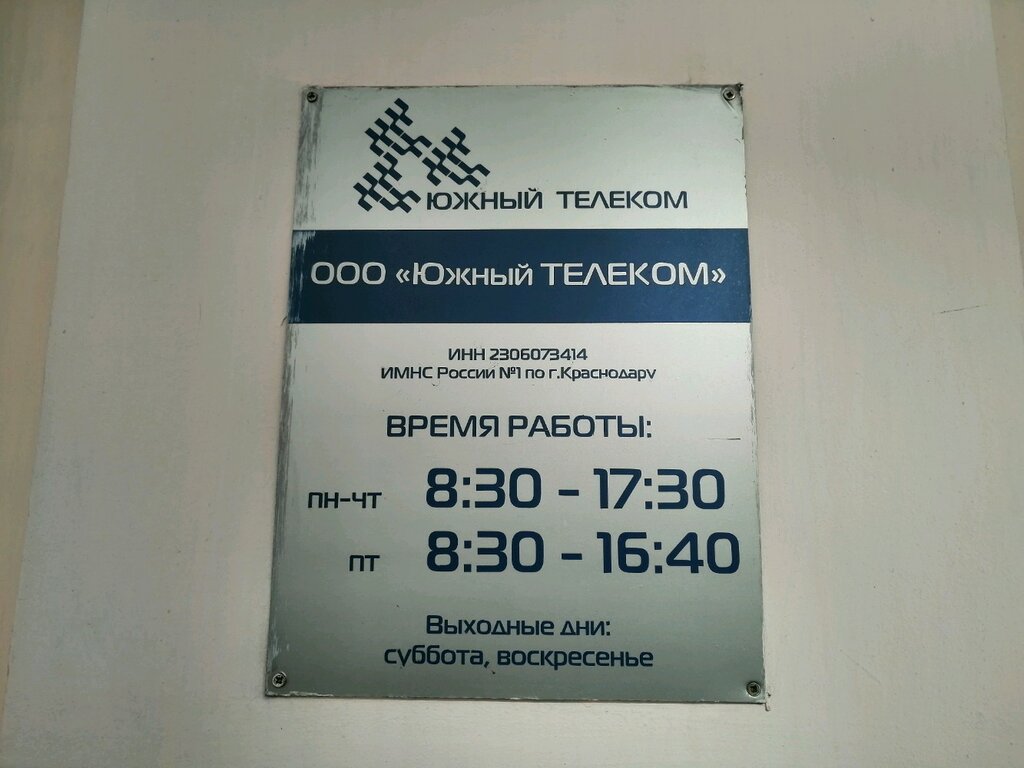 ЮЖНЫЙ ТЕЛЕКОМ
ООО «Южный ТЕЛЕКОМ»
ИНН 2306073414
ИМНС России №1 по г.Краснодару
ВРЕМЯ РАБОТЫ:
пн-чт 8:30 - 17:30
пт 8:30 - 16:40
Выходные дни:
суббота, воскресенье